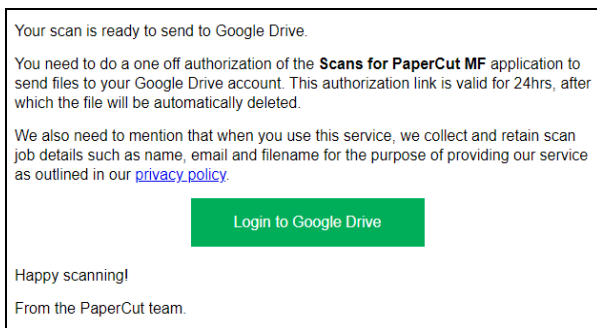 Your scan is ready to send to Google Drive.
You need to do a one off authorization of the Scans for PaperCut MF application to
send files to your Google Drive account. This authorization link is valid for 24hrs, after
which the file will be automatically deleted.
We also need to mention that when you use this service, we collect and retain scan
job details such as name, email and filename for the purpose of providing our service
as outlined in our privacy policy.
Login to Google Drive
Happy scanning!
From the PaperCut team.